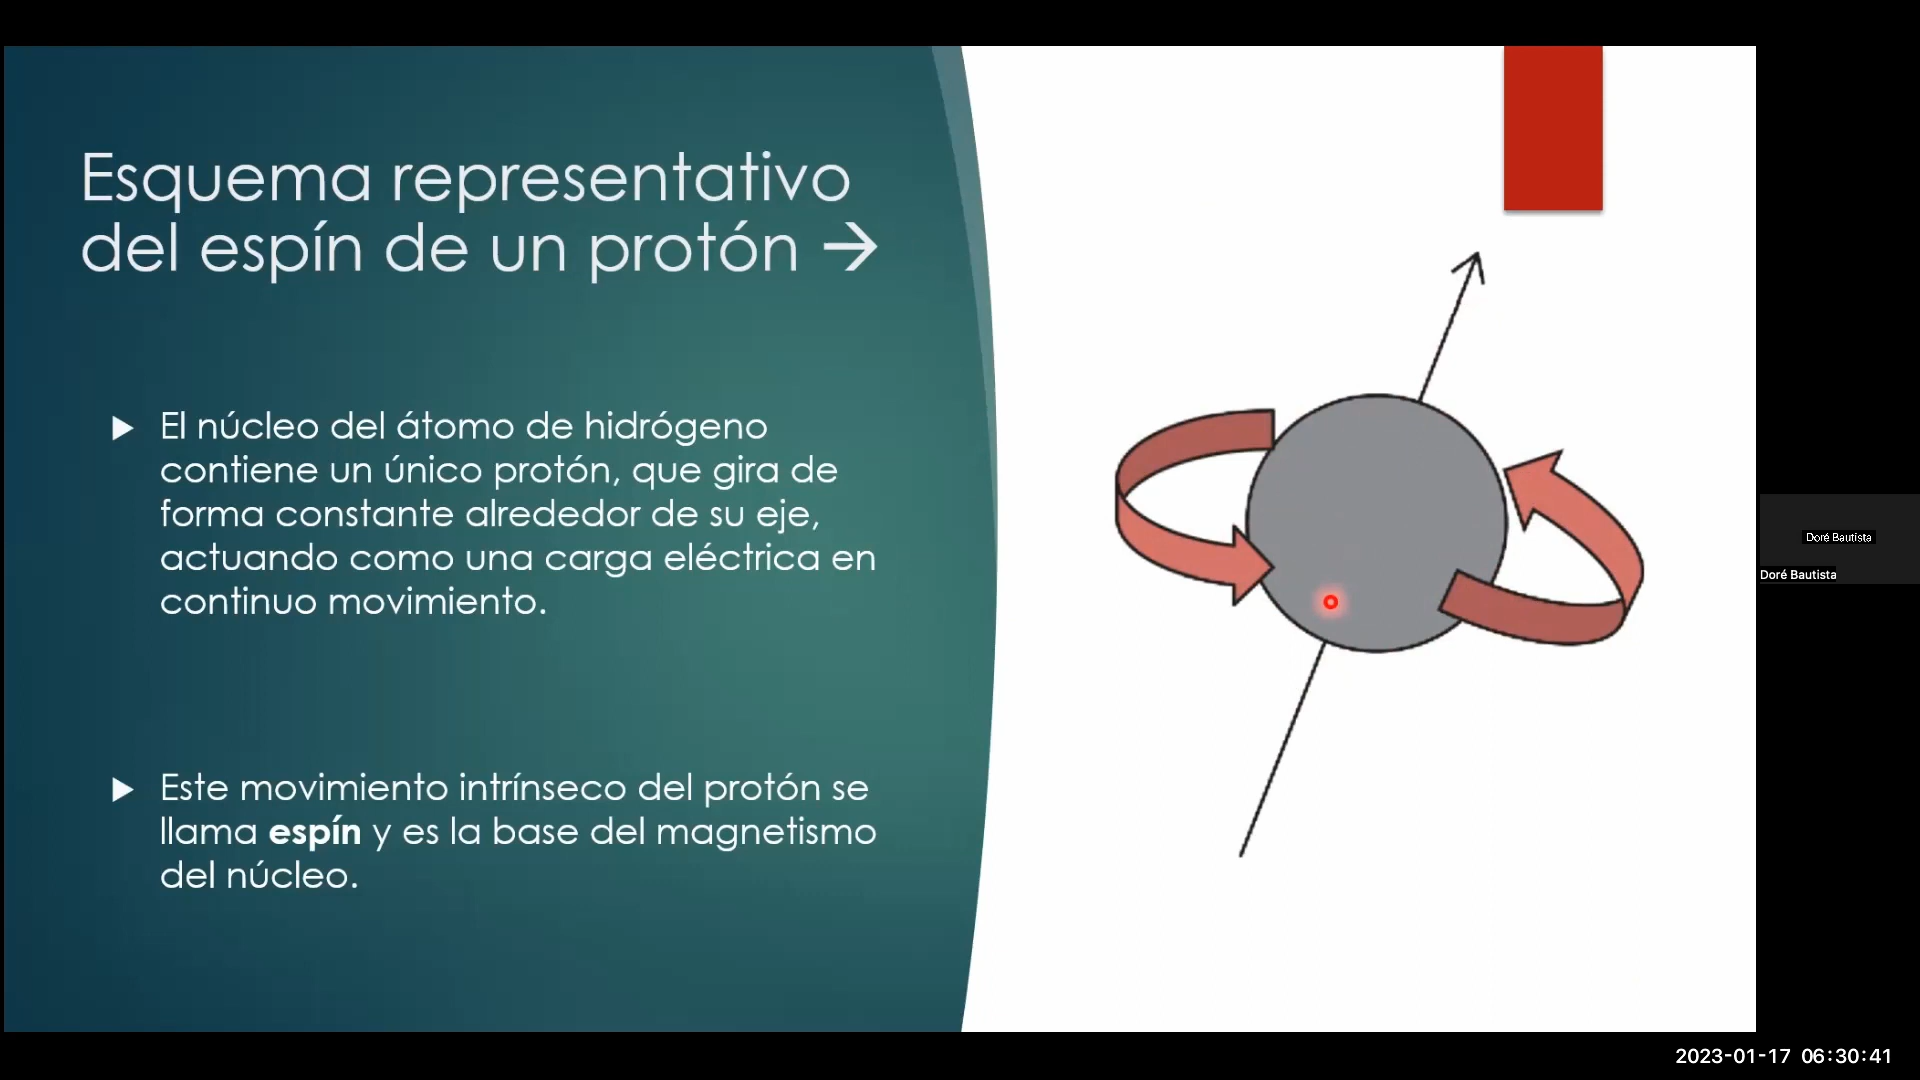 Esquema representativo
del espín de un protón →
El núcleo del átomo de hidrógeno
contiene un único protón, que gira de
forma constante alrededor de su eje,
actuando como una carga eléctrica en
continuo movimiento.
Este movimiento intrínseco del protón se
llama espín y es la base del magnetismo
del núcleo.
Doré Bautista
Doré Bautista
2023-01-17 06:30:41